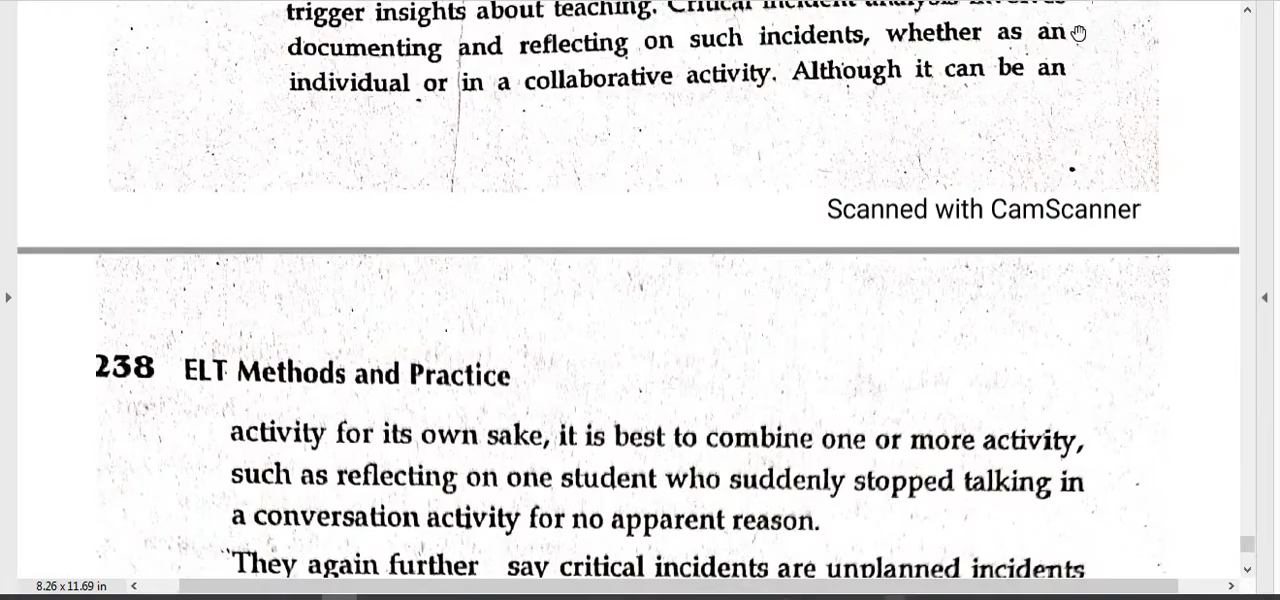 trigger insights about teaching. Critical incident analysis involves
documenting and reflecting on such incidents, whether as an
individual or in a collaborative activity. Although it can be an
Scanned with CamScanner
238 ELT Methods and Practice
activity for its own sake, it is best to combine one or more activity,
such as reflecting on one student who suddenly stopped talking in
a conversation activity for no apparent reason.
"They again further say critical incidents are unplanned incidents
8.26 x 11.69 in